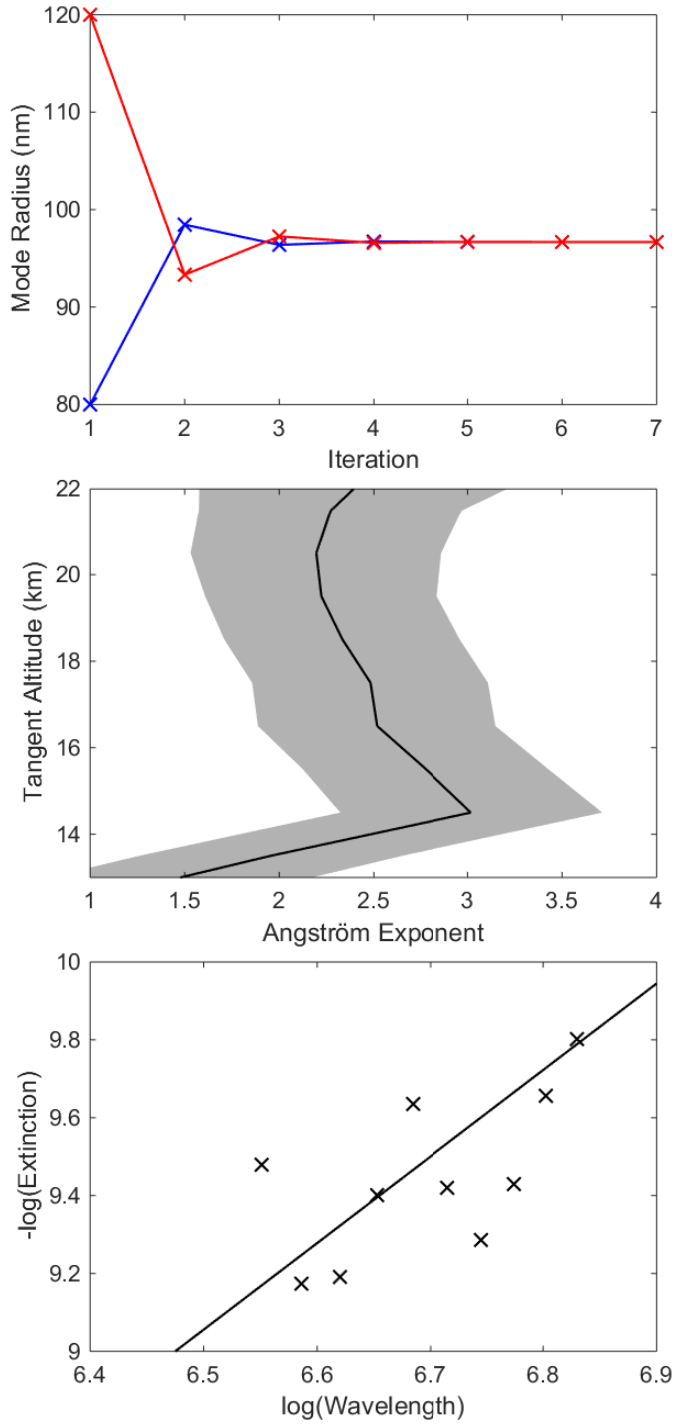 120
110
100
90
80
Mode Radius (nm)
1 2 3 4 5 6 7
Iteration
22
20
18
16
14
Tangent Altitude (km)
1 1.5 2 2.5 3 3.5 4
Angström Exponent
10
9.8
9.6
9.4
9.2
9
-log(Extinction)
6.4 6.5 6.6 6.7 6.8 6.9
log(Wavelength)